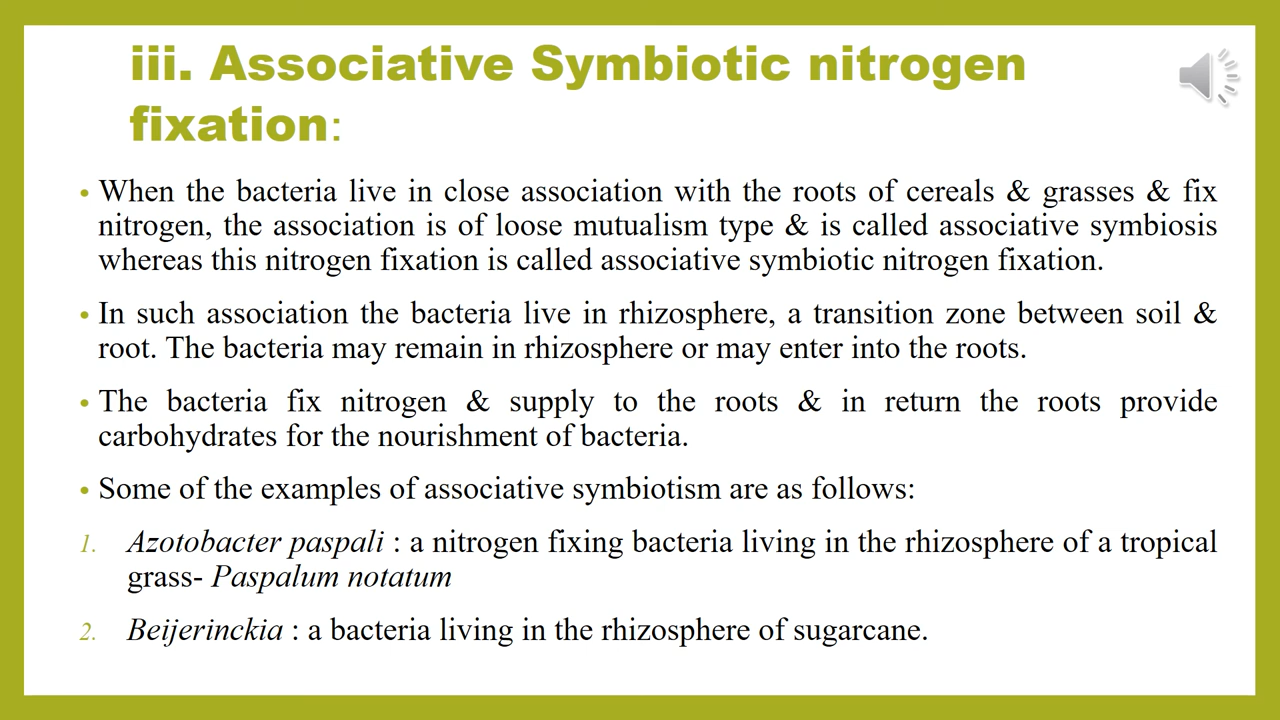 iii. Associative Symbiotic nitrogen
fixation:
• When the bacteria live in close association with the roots of cereals & grasses & fix
nitrogen, the association is of loose mutualism type & is called associative symbiosis
whereas this nitrogen fixation is called associative symbiotic nitrogen fixation.
• In such association the bacteria live in rhizosphere, a transition zone between soil &
root. The bacteria may remain in rhizosphere or may enter into the roots.
• The bacteria fix nitrogen & supply to the roots & in return the roots provide
carbohydrates for the nourishment of bacteria.
• Some of the examples of associative symbiotism are as follows:
1. Azotobacter paspali : a nitrogen fixing bacteria living in the rhizosphere of a tropical
grass- Paspalum notatum
2. Beijerinckia : a bacteria living in the rhizosphere of sugarcane.